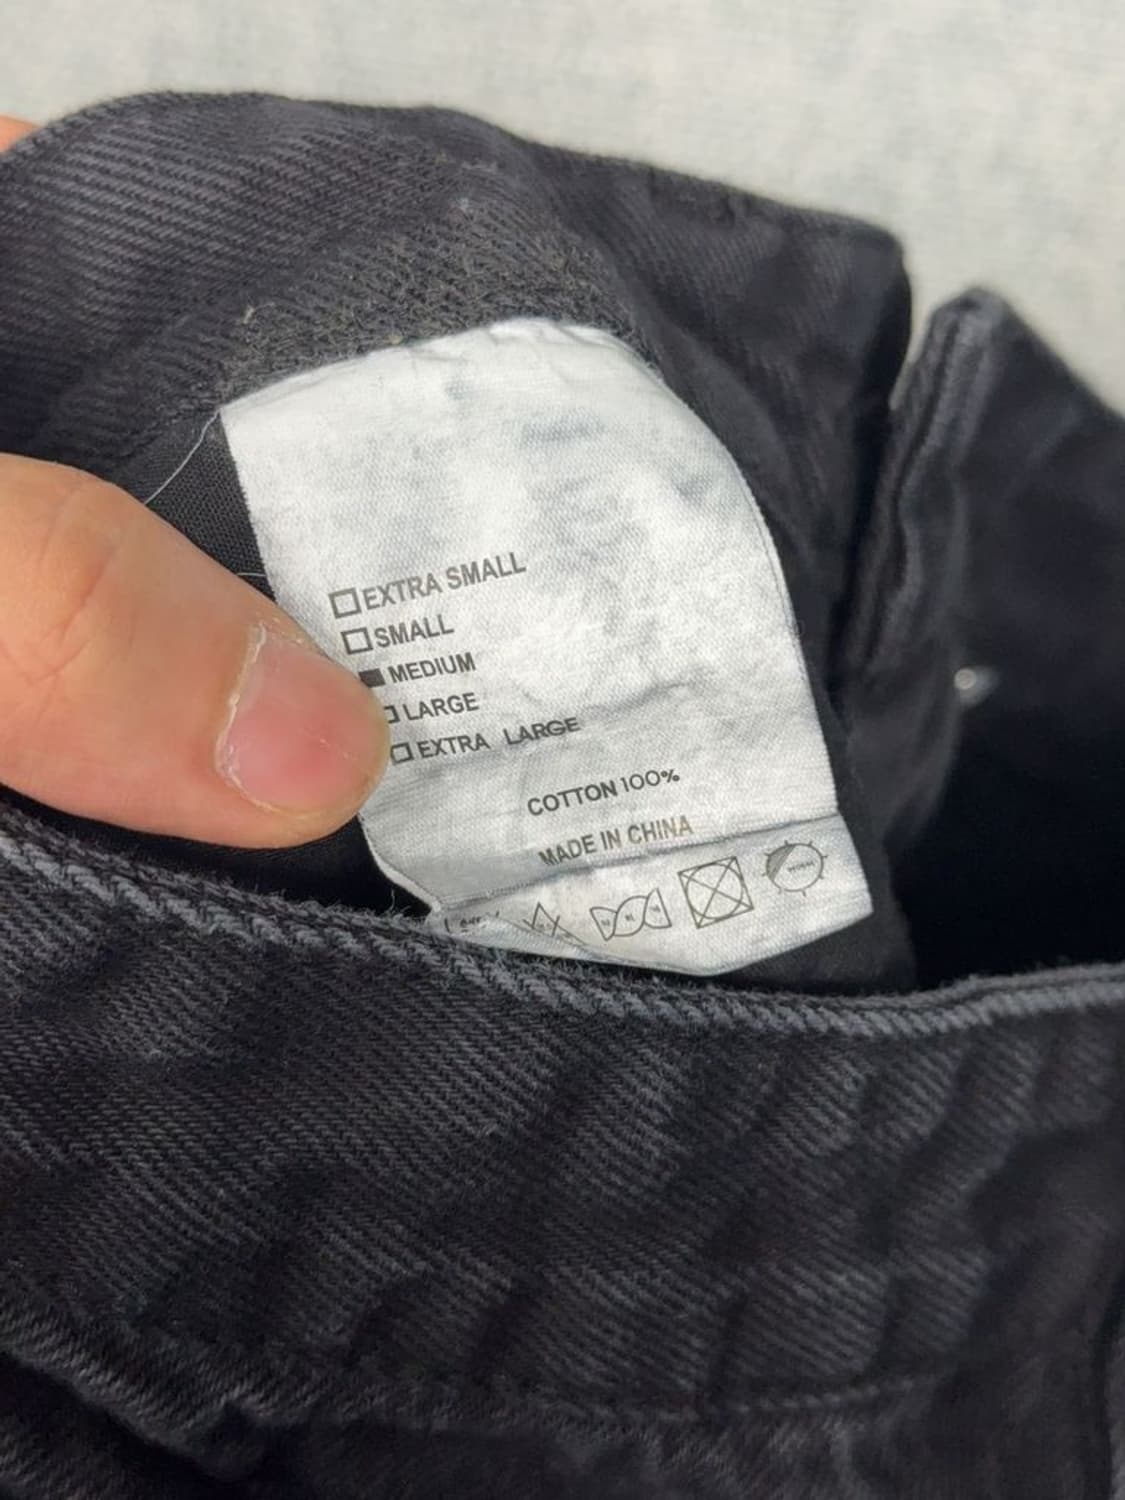 EXTRA SMALL
SMALL
MEDIUM
LARGE
EXTRA LARGE
COTTON 100%
MADE IN CHINA